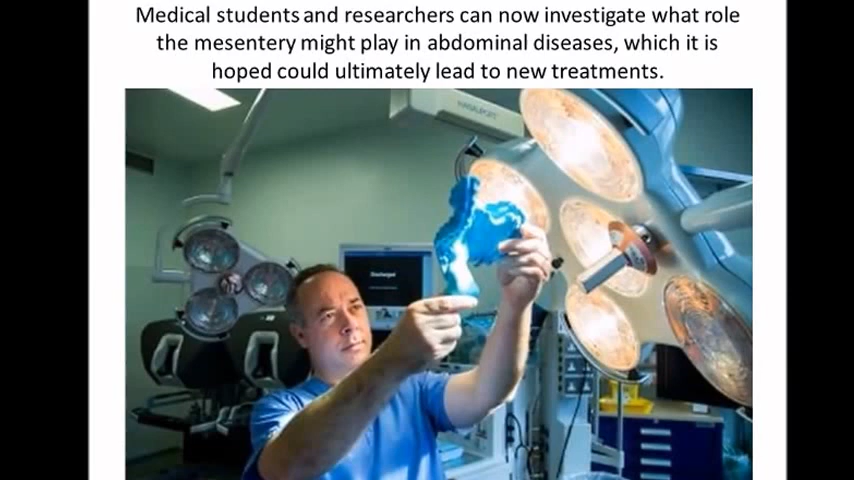 Medical students and researchers can now investigate what role
the mesentery might play in abdominal diseases, which it is
hoped could ultimately lead to new treatments.